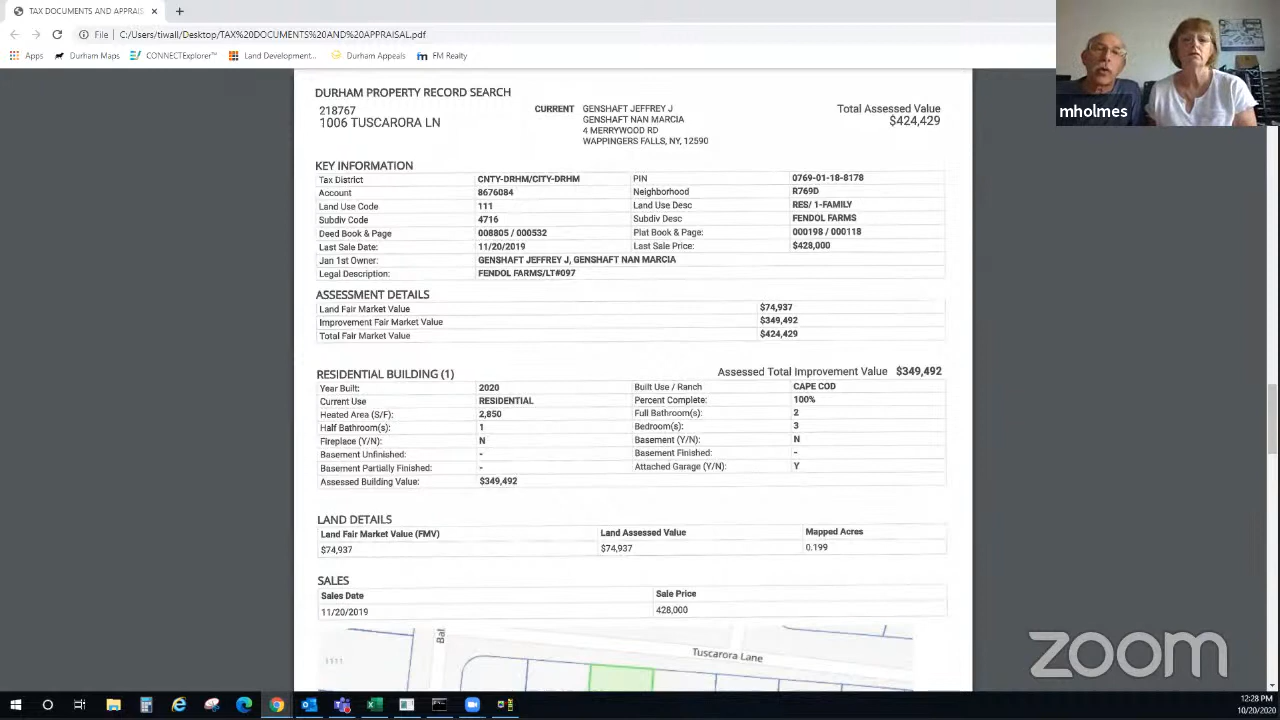 TAX DOCUMENTS AND APPRAIS
File | C:/Users/tiwall/Desktop/TAX%20DOCUMENTS%20AND%20APPRAISAL.pdf
Apps Durham Maps CONNECTExplorer™ Land Development... Durham Appeals FM Realty
mholmes
DURHAM PROPERTY RECORD SEARCH
218767
1006 TUSCARORA LN
CURRENT GENSHAFT JEFFREY J
GENSHAFT NAN MARCIA
4 MERRYWOOD RD
WAPPINGERS FALLS, NY, 12590
Total Assessed Value
$424,429
KEY INFORMATION
Tax District CNTY-DRHM/CITY-DRHM PIN 0769-01-18-8178
Account 8676084 Neighborhood R769D
Land Use Code 111 Land Use Desc RES/ 1-FAMILY
Subdiv Code 4716 Subdiv Desc FENDOL FARMS
Deed Book & Page 008805 / 000532 Plat Book & Page: 000198 / 000118
Last Sale Date: 11/20/2019 Last Sale Price: $428,000
Jan 1st Owner: GENSHAFT JEFFREY J, GENSHAFT NAN MARCIA
Legal Description: FENDOL FARMS/LT#097
ASSESSMENT DETAILS
Land Fair Market Value $74,937
Improvement Fair Market Value $349,492
Total Fair Market Value $424,429
RESIDENTIAL BUILDING (1) Assessed Total Improvement Value $349,492
Year Built: 2020 Built Use / Ranch CAPE COD
Current Use RESIDENTIAL Percent Complete: 100%
Heated Area (S/F): 2,850 Full Bathroom(s): 2
Half Bathroom(s): 1 Bedroom(s): 3
Fireplace (Y/N): N Basement (Y/N): N
Basement Unfinished: - Basement Finished: -
Basement Partially Finished: - Attached Garage (Y/N): Y
Assessed Building Value: $349,492
LAND DETAILS
Land Fair Market Value (FMV) Land Assessed Value Mapped Acres
$74,937 $74,937 0.199
SALES
Sales Date Sale Price
11/20/2019 428,000
Bal
Tuscarora Lane
1111
zoom
12:28 PM
10/20/2020